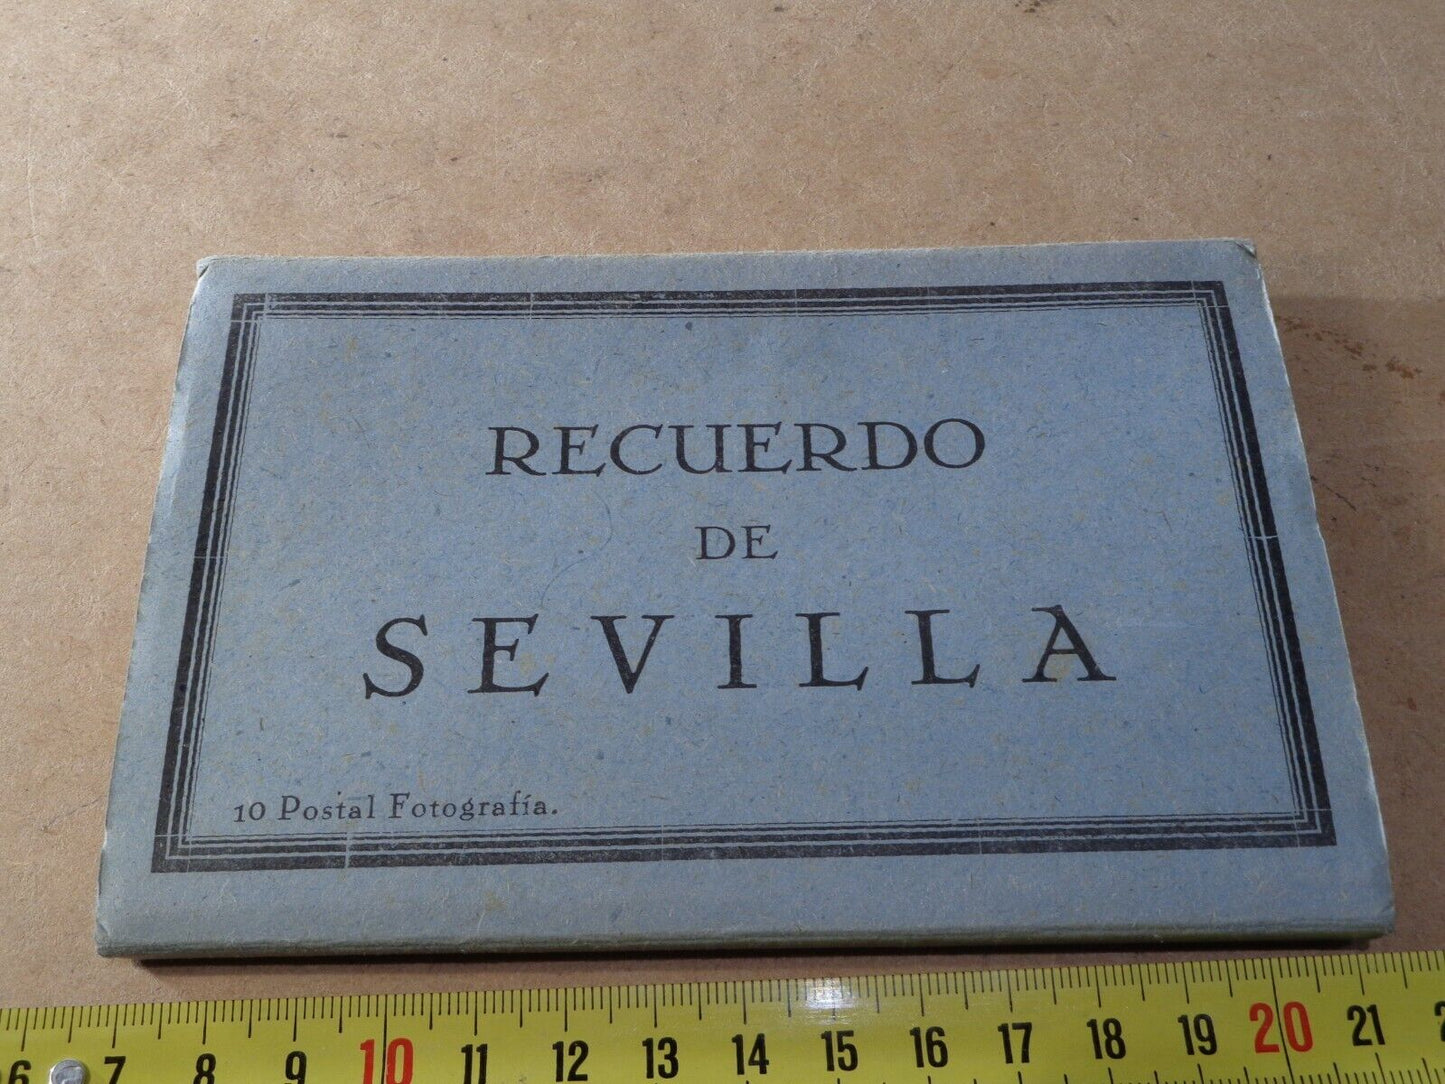 RECUERDO
DE
SEVILLA
10 Postal Fotografía.
6 7 8 9 10 11 12 13 14 15 16 17 18 19 20 21